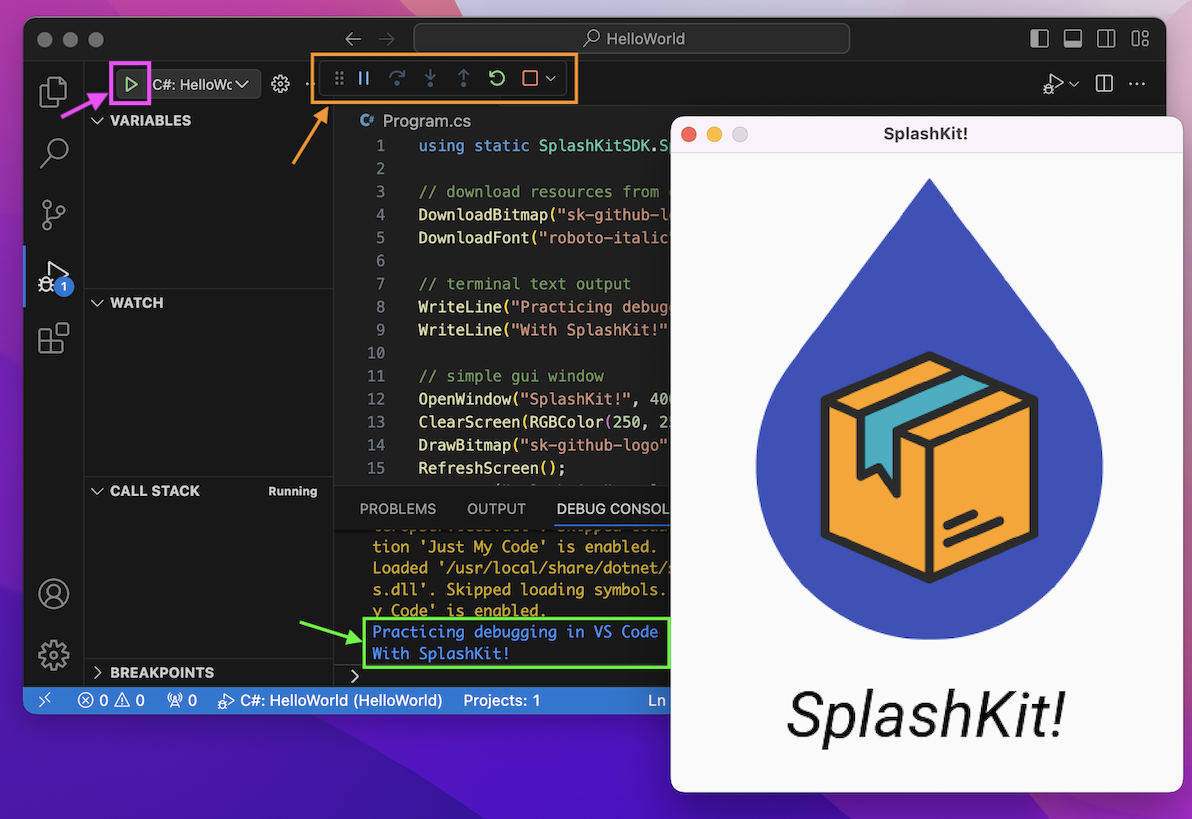 HelloWorld
C#: HelloWo
VARIABLES
WATCH
CALL STACK
Running
BREAKPOINTS
1
Program.cs
1 using static SplashKitSDK.S
2
3 // download resources from
4 DownloadBitmap("sk-github-l
5 DownloadFont("roboto-italic
6
7 // terminal text output
8 WriteLine("Practicing debug
9 WriteLine("With SplashKit!"
10
11 // simple gui window
12 OpenWindow("SplashKit!", 400
13 ClearScreen(RGBColor(250, 25
14 DrawBitmap("sk-github-logo"
15 RefreshScreen();
PROBLEMS OUTPUT DEBUG CONSOL
tion 'Just My Code' is enabled.
Loaded '/usr/local/share/dotnet/s
s.dll'. Skipped loading symbols.
y Code' is enabled.
Practicing debugging in VS Code
With SplashKit!
0 0 0 C#: HelloWorld (HelloWorld) Projects: 1 Ln
SplashKit!
SplashKit!